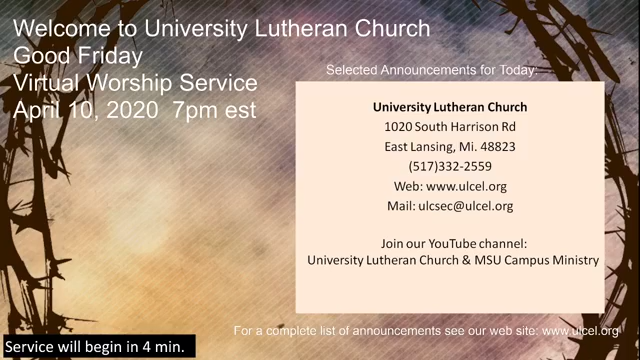 Welcome to University Lutheran Church
Good Friday
Virtual Worship Service
April 10, 2020  7pm est
Selected Announcements for Today:
University Lutheran Church
1020 South Harrison Rd
East Lansing, Mi. 48823
(517)332-2559
Web: www.ulcel.org
Mail: ulcsec@ulcel.org
Join our YouTube channel:
University Lutheran Church & MSU Campus Ministry
For a complete list of announcements see our web site: www.ulcel.org
Service will begin in 4 min.